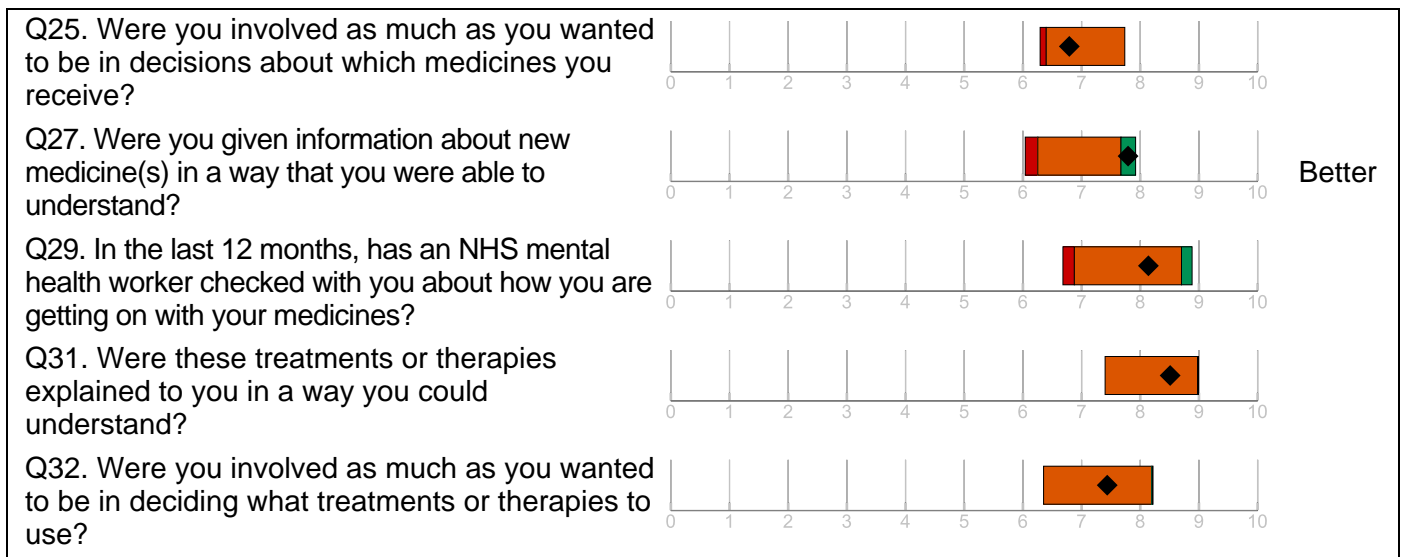 Q25. Were you involved as much as you wanted
to be in decisions about which medicines you
receive?
0 1 2 3 4 5 6 7 8 9 10
Q27. Were you given information about new
medicine(s) in a way that you were able to
understand?
0 1 2 3 4 5 6 7 8 9 10
Better
Q29. In the last 12 months, has an NHS mental
health worker checked with you about how you are
getting on with your medicines?
0 1 2 3 4 5 6 7 8 9 10
Q31. Were these treatments or therapies
explained to you in a way you could
understand?
0 1 2 3 4 5 6 7 8 9 10
Q32. Were you involved as much as you wanted
to be in deciding what treatments or therapies to
use?
0 1 2 3 4 5 6 7 8 9 10